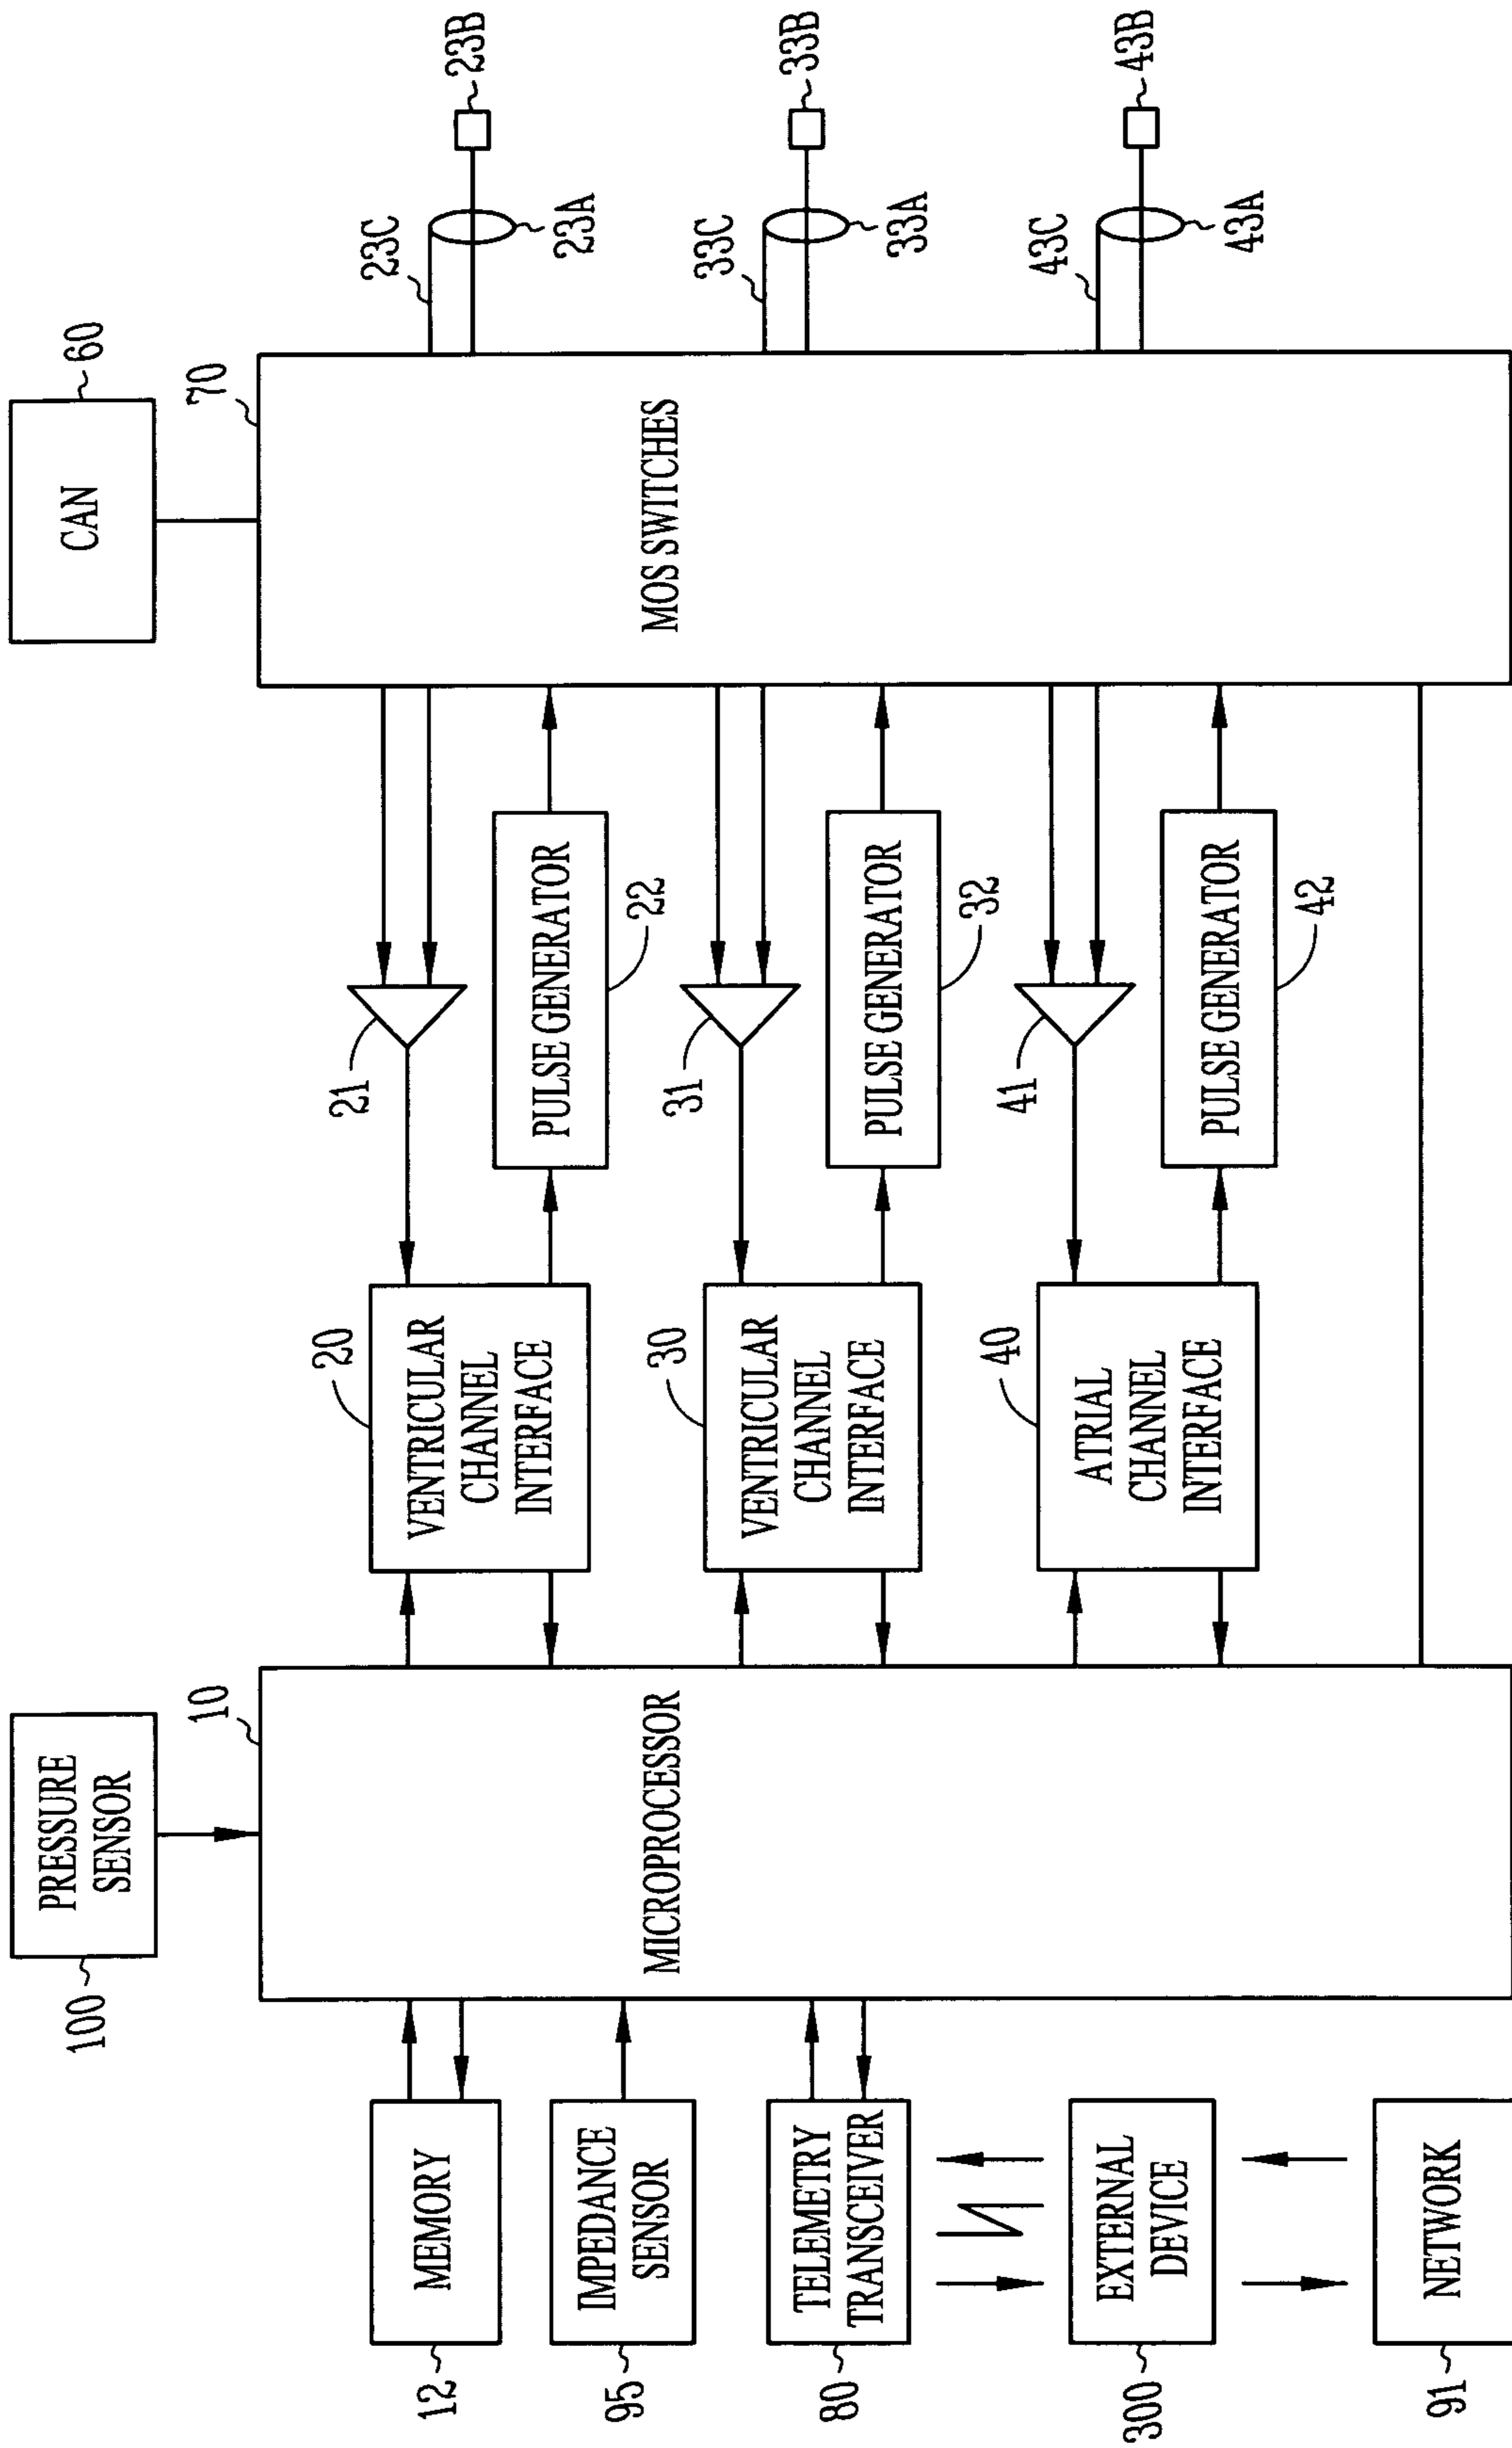 CAN
60
70
MOS SWITCHES
23C
23A
23B
33C
33A
33B
43C
43A
43B
21
PULSE GENERATOR
22
31
PULSE GENERATOR
32
41
PULSE GENERATOR
42
20
VENTRICULAR
CHANNEL
INTERFACE
30
VENTRICULAR
CHANNEL
INTERFACE
40
ATRIAL
CHANNEL
INTERFACE
PRESSURE
SENSOR
100
10
MICROPROCESSOR
MEMORY
12
IMPEDANCE
SENSOR
95
TELEMETRY
TRANSCEIVER
80
EXTERNAL
DEVICE
300
NETWORK
91